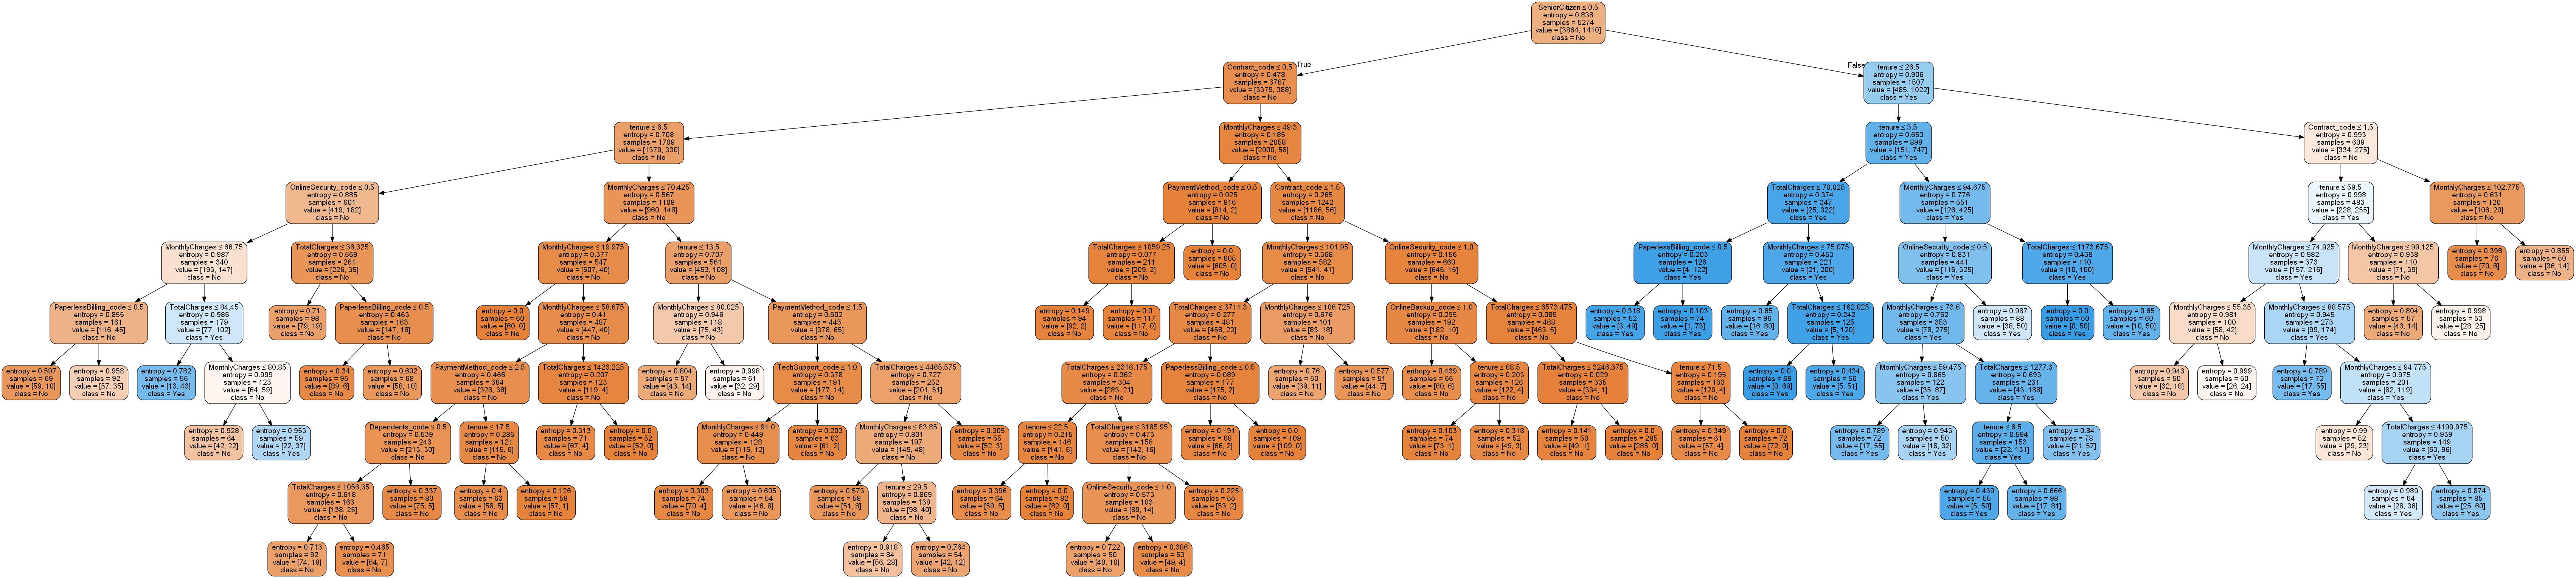 SeniorCitizen ≤ 0.5
entropy = 0.838
samples = 5274
value = [3864, 1410]
class = No
True
False
Contract_code ≤ 0.5
entropy = 0.478
samples = 3767
value = [3379, 388]
class = No
tenure ≤ 26.5
entropy = 0.906
samples = 1507
value = [485, 1022]
class = Yes
tenure ≤ 6.5
entropy = 0.708
samples = 1709
value = [1379, 330]
class = No
MonthlyCharges ≤ 49.3
entropy = 0.185
samples = 2058
value = [2000, 58]
class = No
tenure ≤ 3.5
entropy = 0.653
samples = 898
value = [151, 747]
class = Yes
Contract_code ≤ 1.5
entropy = 0.993
samples = 609
value = [334, 275]
class = No
OnlineSecurity_code ≤ 0.5
entropy = 0.885
samples = 601
value = [419, 182]
class = No
MonthlyCharges ≤ 70.425
entropy = 0.567
samples = 1108
value = [960, 148]
class = No
PaymentMethod_code ≤ 0.5
entropy = 0.025
samples = 816
value = [814, 2]
class = No
Contract_code ≤ 1.5
entropy = 0.265
samples = 1242
value = [1186, 56]
class = No
TotalCharges ≤ 70.025
entropy = 0.374
samples = 347
value = [25, 322]
class = Yes
MonthlyCharges ≤ 94.675
entropy = 0.776
samples = 551
value = [126, 425]
class = Yes
tenure ≤ 59.5
entropy = 0.998
samples = 483
value = [228, 255]
class = Yes
MonthlyCharges ≤ 102.775
entropy = 0.631
samples = 126
value = [106, 20]
class = No
MonthlyCharges ≤ 66.75
entropy = 0.987
samples = 340
value = [193, 147]
class = No
TotalCharges ≤ 36.325
entropy = 0.569
samples = 261
value = [226, 35]
class = No
MonthlyCharges ≤ 19.975
entropy = 0.377
samples = 547
value = [507, 40]
class = No
tenure ≤ 13.5
entropy = 0.707
samples = 561
value = [453, 108]
class = No
TotalCharges ≤ 1059.25
entropy = 0.077
samples = 211
value = [209, 2]
class = No
entropy = 0.0
samples = 605
value = [605, 0]
class = No
MonthlyCharges ≤ 101.95
entropy = 0.368
samples = 582
value = [541, 41]
class = No
OnlineSecurity_code ≤ 1.0
entropy = 0.156
samples = 660
value = [645, 15]
class = No
PaperlessBilling_code ≤ 0.5
entropy = 0.203
samples = 126
value = [4, 122]
class = Yes
MonthlyCharges ≤ 75.075
entropy = 0.453
samples = 221
value = [21, 200]
class = Yes
OnlineSecurity_code ≤ 0.5
entropy = 0.831
samples = 441
value = [116, 325]
class = Yes
TotalCharges ≤ 1173.675
entropy = 0.439
samples = 110
value = [10, 100]
class = Yes
MonthlyCharges ≤ 74.925
entropy = 0.982
samples = 373
value = [157, 216]
class = Yes
MonthlyCharges ≤ 99.125
entropy = 0.938
samples = 110
value = [71, 39]
class = No
entropy = 0.398
samples = 76
value = [70, 6]
class = No
entropy = 0.855
samples = 50
value = [36, 14]
class = No
PaperlessBilling_code ≤ 0.5
entropy = 0.855
samples = 161
value = [116, 45]
class = No
TotalCharges ≤ 84.45
entropy = 0.986
samples = 179
value = [77, 102]
class = Yes
entropy = 0.71
samples = 98
value = [79, 19]
class = No
PaperlessBilling_code ≤ 0.5
entropy = 0.463
samples = 163
value = [147, 16]
class = No
entropy = 0.0
samples = 60
value = [60, 0]
class = No
MonthlyCharges ≤ 58.675
entropy = 0.41
samples = 487
value = [447, 40]
class = No
MonthlyCharges ≤ 80.025
entropy = 0.946
samples = 118
value = [75, 43]
class = No
PaymentMethod_code ≤ 1.5
entropy = 0.602
samples = 443
value = [378, 65]
class = No
entropy = 0.149
samples = 94
value = [92, 2]
class = No
entropy = 0.0
samples = 117
value = [117, 0]
class = No
TotalCharges ≤ 3711.3
entropy = 0.277
samples = 481
value = [458, 23]
class = No
MonthlyCharges ≤ 106.725
entropy = 0.676
samples = 101
value = [83, 18]
class = No
OnlineBackup_code ≤ 1.0
entropy = 0.295
samples = 192
value = [182, 10]
class = No
TotalCharges ≤ 6573.475
entropy = 0.085
samples = 468
value = [463, 5]
class = No
entropy = 0.318
samples = 52
value = [3, 49]
class = Yes
entropy = 0.103
samples = 74
value = [1, 73]
class = Yes
entropy = 0.65
samples = 96
value = [16, 80]
class = Yes
TotalCharges ≤ 162.025
entropy = 0.242
samples = 125
value = [5, 120]
class = Yes
MonthlyCharges ≤ 73.6
entropy = 0.762
samples = 353
value = [78, 275]
class = Yes
entropy = 0.987
samples = 88
value = [38, 50]
class = Yes
entropy = 0.0
samples = 50
value = [0, 50]
class = Yes
entropy = 0.65
samples = 60
value = [10, 50]
class = Yes
MonthlyCharges ≤ 55.35
entropy = 0.981
samples = 100
value = [58, 42]
class = No
MonthlyCharges ≤ 88.575
entropy = 0.945
samples = 273
value = [99, 174]
class = Yes
entropy = 0.804
samples = 57
value = [43, 14]
class = No
entropy = 0.998
samples = 53
value = [28, 25]
class = No
entropy = 0.597
samples = 69
value = [59, 10]
class = No
entropy = 0.958
samples = 92
value = [57, 35]
class = No
entropy = 0.782
samples = 56
value = [13, 43]
class = Yes
MonthlyCharges ≤ 80.85
entropy = 0.999
samples = 123
value = [64, 59]
class = No
entropy = 0.34
samples = 95
value = [89, 6]
class = No
entropy = 0.602
samples = 68
value = [58, 10]
class = No
PaymentMethod_code ≤ 2.5
entropy = 0.466
samples = 364
value = [328, 36]
class = No
TotalCharges ≤ 1423.225
entropy = 0.207
samples = 123
value = [119, 4]
class = No
entropy = 0.804
samples = 57
value = [43, 14]
class = No
entropy = 0.998
samples = 61
value = [32, 29]
class = No
TechSupport_code ≤ 1.0
entropy = 0.378
samples = 191
value = [177, 14]
class = No
TotalCharges ≤ 4465.575
entropy = 0.727
samples = 252
value = [201, 51]
class = No
TotalCharges ≤ 2316.175
entropy = 0.362
samples = 304
value = [283, 21]
class = No
PaperlessBilling_code ≤ 0.5
entropy = 0.089
samples = 177
value = [175, 2]
class = No
entropy = 0.76
samples = 50
value = [39, 11]
class = No
entropy = 0.577
samples = 51
value = [44, 7]
class = No
entropy = 0.439
samples = 66
value = [60, 6]
class = No
tenure ≤ 68.5
entropy = 0.203
samples = 126
value = [122, 4]
class = No
TotalCharges ≤ 3246.375
entropy = 0.029
samples = 335
value = [334, 1]
class = No
tenure ≤ 71.5
entropy = 0.195
samples = 133
value = [129, 4]
class = No
entropy = 0.0
samples = 69
value = [0, 69]
class = Yes
entropy = 0.434
samples = 56
value = [5, 51]
class = Yes
MonthlyCharges ≤ 59.475
entropy = 0.865
samples = 122
value = [35, 87]
class = Yes
TotalCharges ≤ 1277.3
entropy = 0.693
samples = 231
value = [43, 188]
class = Yes
entropy = 0.943
samples = 50
value = [32, 18]
class = No
entropy = 0.999
samples = 50
value = [26, 24]
class = No
entropy = 0.789
samples = 72
value = [17, 55]
class = Yes
MonthlyCharges ≤ 94.775
entropy = 0.975
samples = 201
value = [82, 119]
class = Yes
entropy = 0.928
samples = 64
value = [42, 22]
class = No
entropy = 0.953
samples = 59
value = [22, 37]
class = Yes
Dependents_code ≤ 0.5
entropy = 0.539
samples = 243
value = [213, 30]
class = No
tenure ≤ 17.5
entropy = 0.285
samples = 121
value = [115, 6]
class = No
entropy = 0.313
samples = 71
value = [67, 4]
class = No
entropy = 0.0
samples = 52
value = [52, 0]
class = No
MonthlyCharges ≤ 91.0
entropy = 0.449
samples = 128
value = [116, 12]
class = No
entropy = 0.203
samples = 63
value = [61, 2]
class = No
MonthlyCharges ≤ 83.85
entropy = 0.801
samples = 197
value = [149, 48]
class = No
entropy = 0.305
samples = 55
value = [52, 3]
class = No
tenure ≤ 22.5
entropy = 0.215
samples = 146
value = [141, 5]
class = No
TotalCharges ≤ 3185.95
entropy = 0.473
samples = 158
value = [142, 16]
class = No
entropy = 0.191
samples = 68
value = [66, 2]
class = No
entropy = 0.0
samples = 109
value = [109, 0]
class = No
entropy = 0.103
samples = 74
value = [73, 1]
class = No
entropy = 0.318
samples = 52
value = [49, 3]
class = No
entropy = 0.141
samples = 50
value = [49, 1]
class = No
entropy = 0.0
samples = 285
value = [285, 0]
class = No
entropy = 0.349
samples = 61
value = [57, 4]
class = No
entropy = 0.0
samples = 72
value = [72, 0]
class = No
entropy = 0.789
samples = 72
value = [17, 55]
class = Yes
entropy = 0.943
samples = 50
value = [18, 32]
class = Yes
tenure ≤ 6.5
entropy = 0.594
samples = 153
value = [22, 131]
class = Yes
entropy = 0.84
samples = 78
value = [21, 57]
class = Yes
entropy = 0.99
samples = 52
value = [29, 23]
class = No
TotalCharges ≤ 4199.975
entropy = 0.939
samples = 149
value = [53, 96]
class = Yes
TotalCharges ≤ 1056.35
entropy = 0.618
samples = 163
value = [138, 25]
class = No
entropy = 0.337
samples = 80
value = [75, 5]
class = No
entropy = 0.4
samples = 63
value = [58, 5]
class = No
entropy = 0.126
samples = 58
value = [57, 1]
class = No
entropy = 0.303
samples = 74
value = [70, 4]
class = No
entropy = 0.605
samples = 54
value = [46, 8]
class = No
entropy = 0.573
samples = 59
value = [51, 8]
class = No
tenure ≤ 29.5
entropy = 0.869
samples = 138
value = [98, 40]
class = No
entropy = 0.396
samples = 64
value = [59, 5]
class = No
entropy = 0.0
samples = 82
value = [82, 0]
class = No
OnlineSecurity_code ≤ 1.0
entropy = 0.573
samples = 103
value = [89, 14]
class = No
entropy = 0.225
samples = 55
value = [53, 2]
class = No
entropy = 0.439
samples = 55
value = [5, 50]
class = Yes
entropy = 0.666
samples = 98
value = [17, 81]
class = Yes
entropy = 0.989
samples = 64
value = [28, 36]
class = Yes
entropy = 0.874
samples = 85
value = [25, 60]
class = Yes
entropy = 0.713
samples = 92
value = [74, 18]
class = No
entropy = 0.465
samples = 71
value = [64, 7]
class = No
entropy = 0.918
samples = 84
value = [56, 28]
class = No
entropy = 0.764
samples = 54
value = [42, 12]
class = No
entropy = 0.722
samples = 50
value = [40, 10]
class = No
entropy = 0.386
samples = 53
value = [49, 4]
class = No